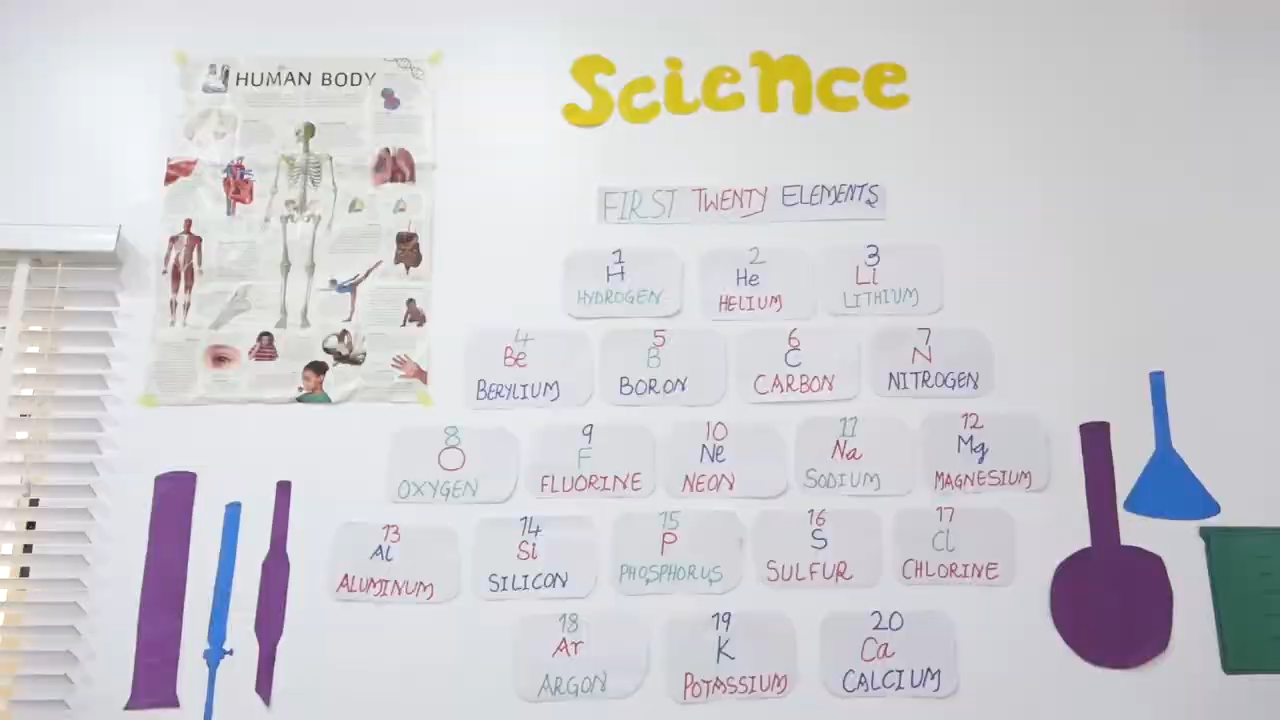 HUMAN BODY
Science
FIRST TWENTY ELEMENTS
1
H
HYDROGEN
2
He
HELIUM
3
Li
LITHIUM
4
Be
BERYLIUM
5
B
BORON
6
C
CARBON
7
N
NITROGEN
8
O
OXYGEN
9
F
FLUORINE
10
Ne
NEON
11
Na
SODIUM
12
Mg
MAGNESIUM
13
Al
ALUMINUM
14
Si
SILICON
15
P
PHOSPHORUS
16
S
SULFUR
17
Cl
CHLORINE
18
Ar
ARGON
19
K
POTASSIUM
20
Ca
CALCIUM